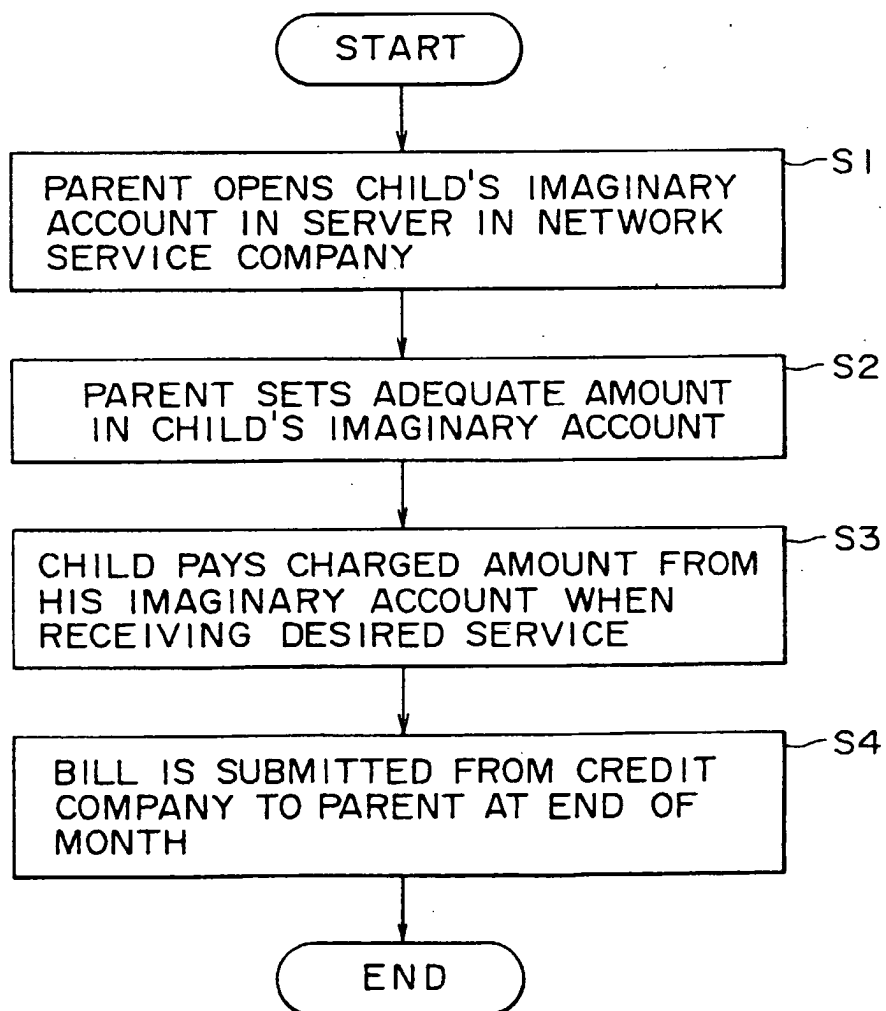 START
S1
PARENT OPENS CHILD'S IMAGINARY
ACCOUNT IN SERVER IN NETWORK
SERVICE COMPANY
S2
PARENT SETS ADEQUATE AMOUNT
IN CHILD'S IMAGINARY ACCOUNT
S3
CHILD PAYS CHARGED AMOUNT FROM
HIS IMAGINARY ACCOUNT WHEN
RECEIVING DESIRED SERVICE
S4
BILL IS SUBMITTED FROM CREDIT
COMPANY TO PARENT AT END OF
MONTH
END